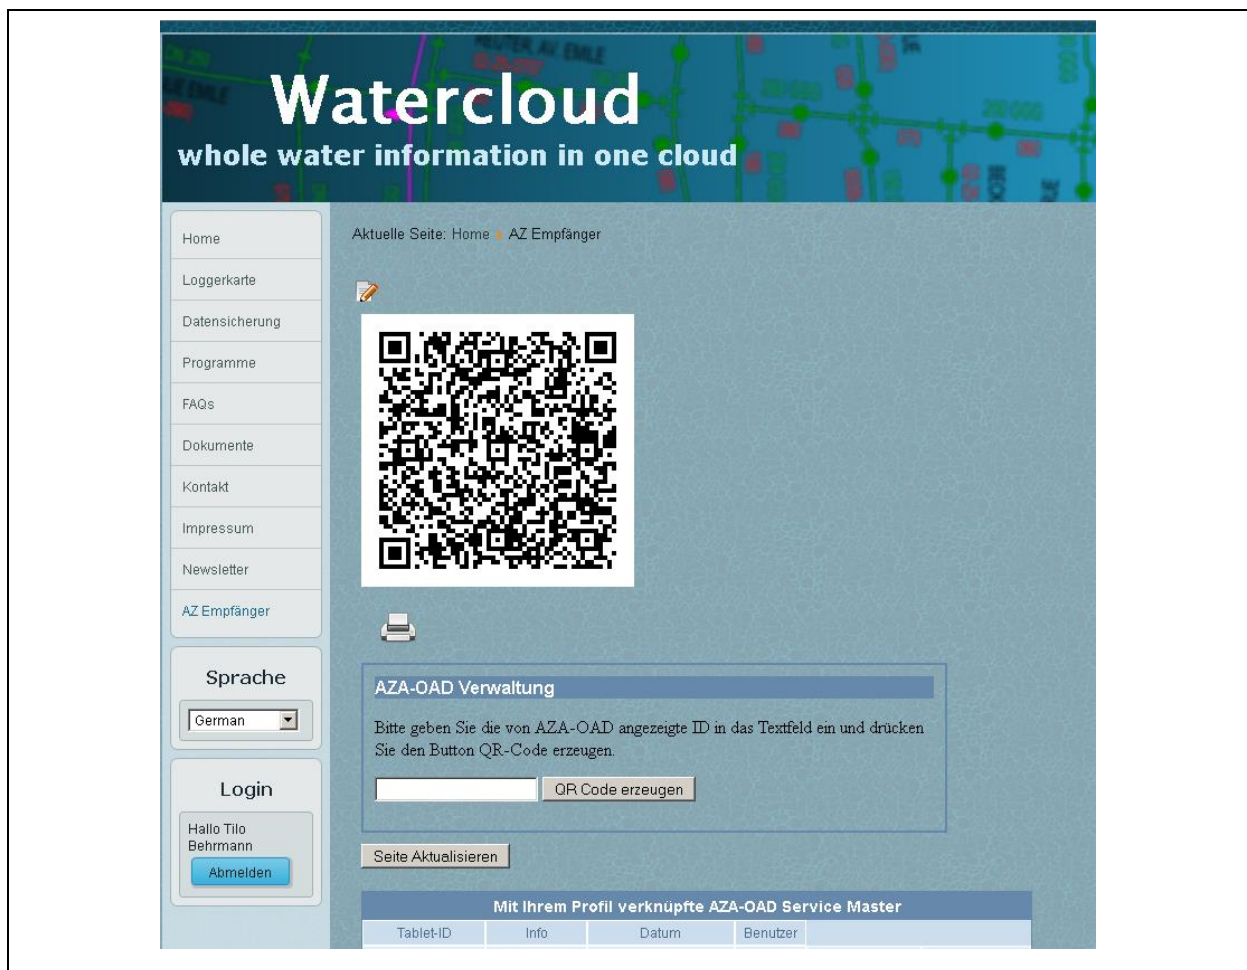 REUTER, AV. EMILE
Watercloud
whole water information in one cloud
Home
Loggerkarte
Datensicherung
Programme
FAQs
Dokumente
Kontakt
Impressum
Newsletter
AZ Empfänger
Sprache
German
Login
Hallo Tilo
Behrmann
Abmelden
Aktuelle Seite: Home AZ Empfänger
AZA-OAD Verwaltung
Bitte geben Sie die von AZA-OAD angezeigte ID in das Textfeld ein und drücken
Sie den Button QR-Code erzeugen.
QR Code erzeugen
Seite Aktualisieren
Mit Ihrem Profil verknüpfte AZA-OAD Service Master
Tablet-ID Info Datum Benutzer